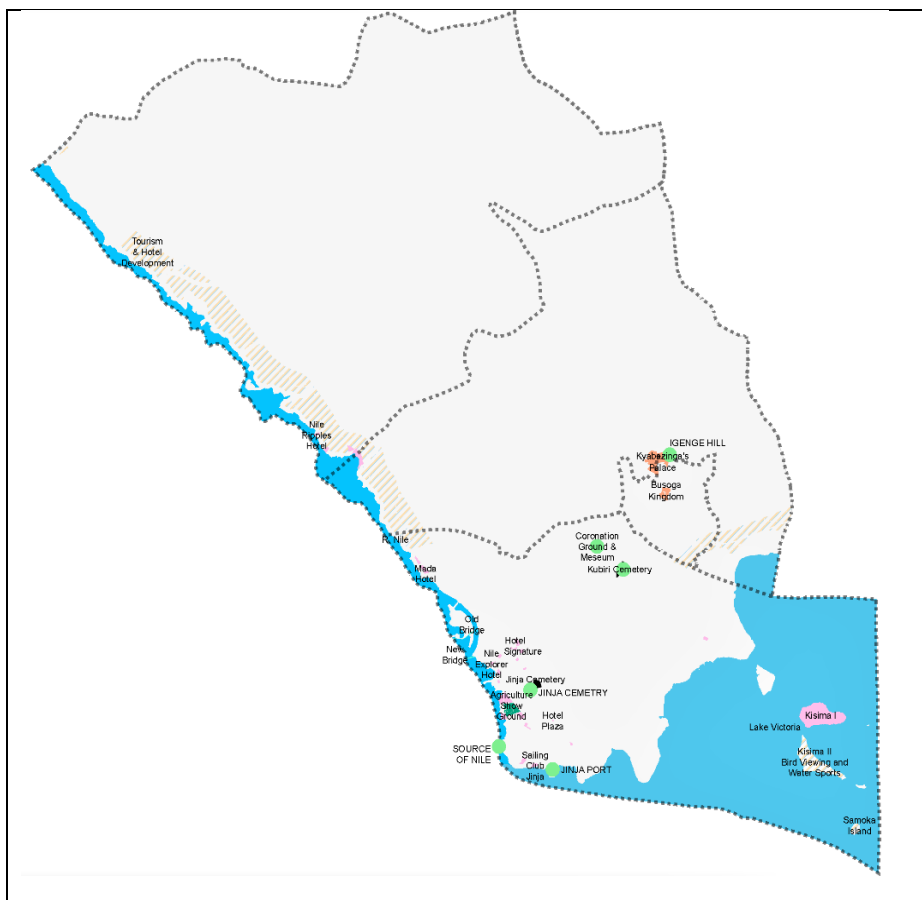 Tourism
& Hotel
Development
Nile
Ripples
Hotel
IGENGE HILL
Kyabazinga's
Palace
Busoga
Kingdom
R. Nile
Coronation
Ground &
Meseum
Kubiri Cemetery
Mada
Hotel
Old
Bridge
New
Bridge
Hotel
Signature
Nile
Explorer
Hotel
Jinja Cemetery
JINJA CEMETRY
Agriculture
Show
Ground
Hotel
Plaza
SOURCE
OF NILE
Sailing
Club
Jinja
JINJA PORT
Kisima I
Lake Victoria
Kisima II
Bird Viewing and
Water Sports
Samoka
Island